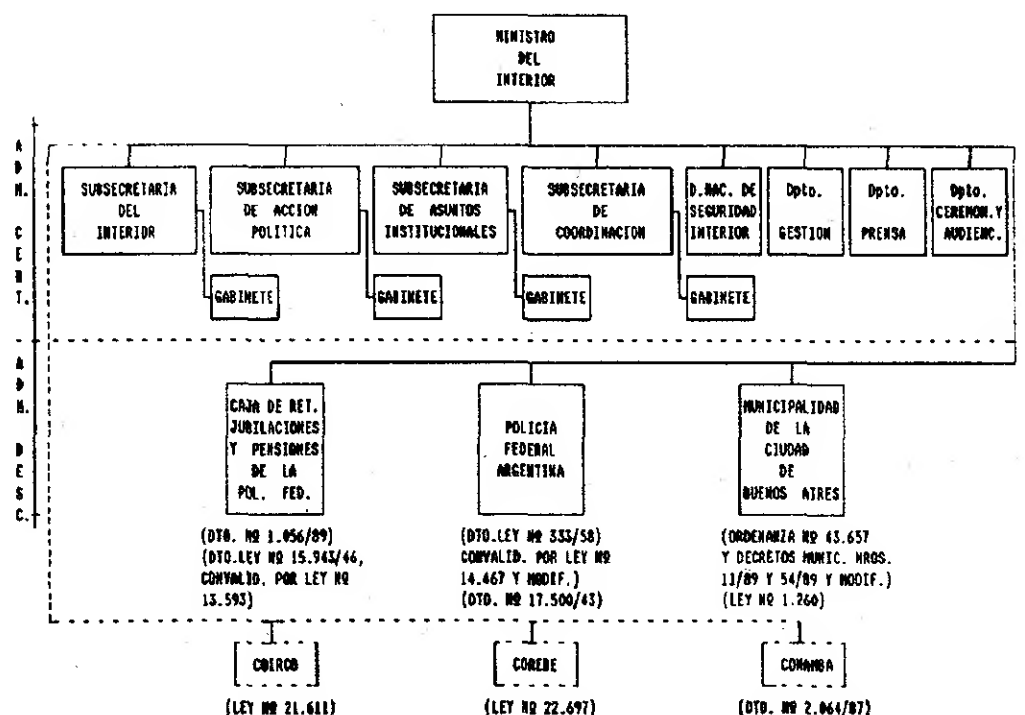 MINISTRO
DEL
INTERIOR
ADM. CENT.
SUBSECRETARIA
DEL
INTERIOR
SUBSECRETARIA
DE ACCION
POLITICA
SUBSECRETARIA
DE ASUNTOS
INSTITUCIONALES
SUBSECRETARIA
DE
COORDINACION
D.NAC. DE
SEGURIDAD
INTERIOR
Dpto.
GESTION
Dpto.
PRENSA
Dpto.
CEREMON.Y
AUDIENC.
GABINETE
GABINETE
GABINETE
GABINETE
ADM. DESC.
CAJA DE RET.
JUBILACIONES
Y PENSIONES
DE LA
POL. FED.
POLICIA
FEDERAL
ARGENTINA
MUNICIPALIDAD
DE LA
CIUDAD
DE
BUENOS AIRES
(DTO. Nº 1.056/89)
(DTO.LEY Nº 15.943/46,
CONVALID. POR LEY Nº
13.593)
(DTO.LEY Nº 333/58)
CONVALID. POR LEY Nº
14.467 Y MODIF.)
(DTO. Nº 17.500/43)
(ORDENANZA Nº 43.657
Y DECRETOS MUNIC. NROS.
11/89 Y 54/89 Y MODIF.)
(LEY Nº 1.260)
COIRCO
COREBE
CONAMBA
(LEY Nº 21.611)
(LEY Nº 22.697)
(DTO. Nº 2.064/87)